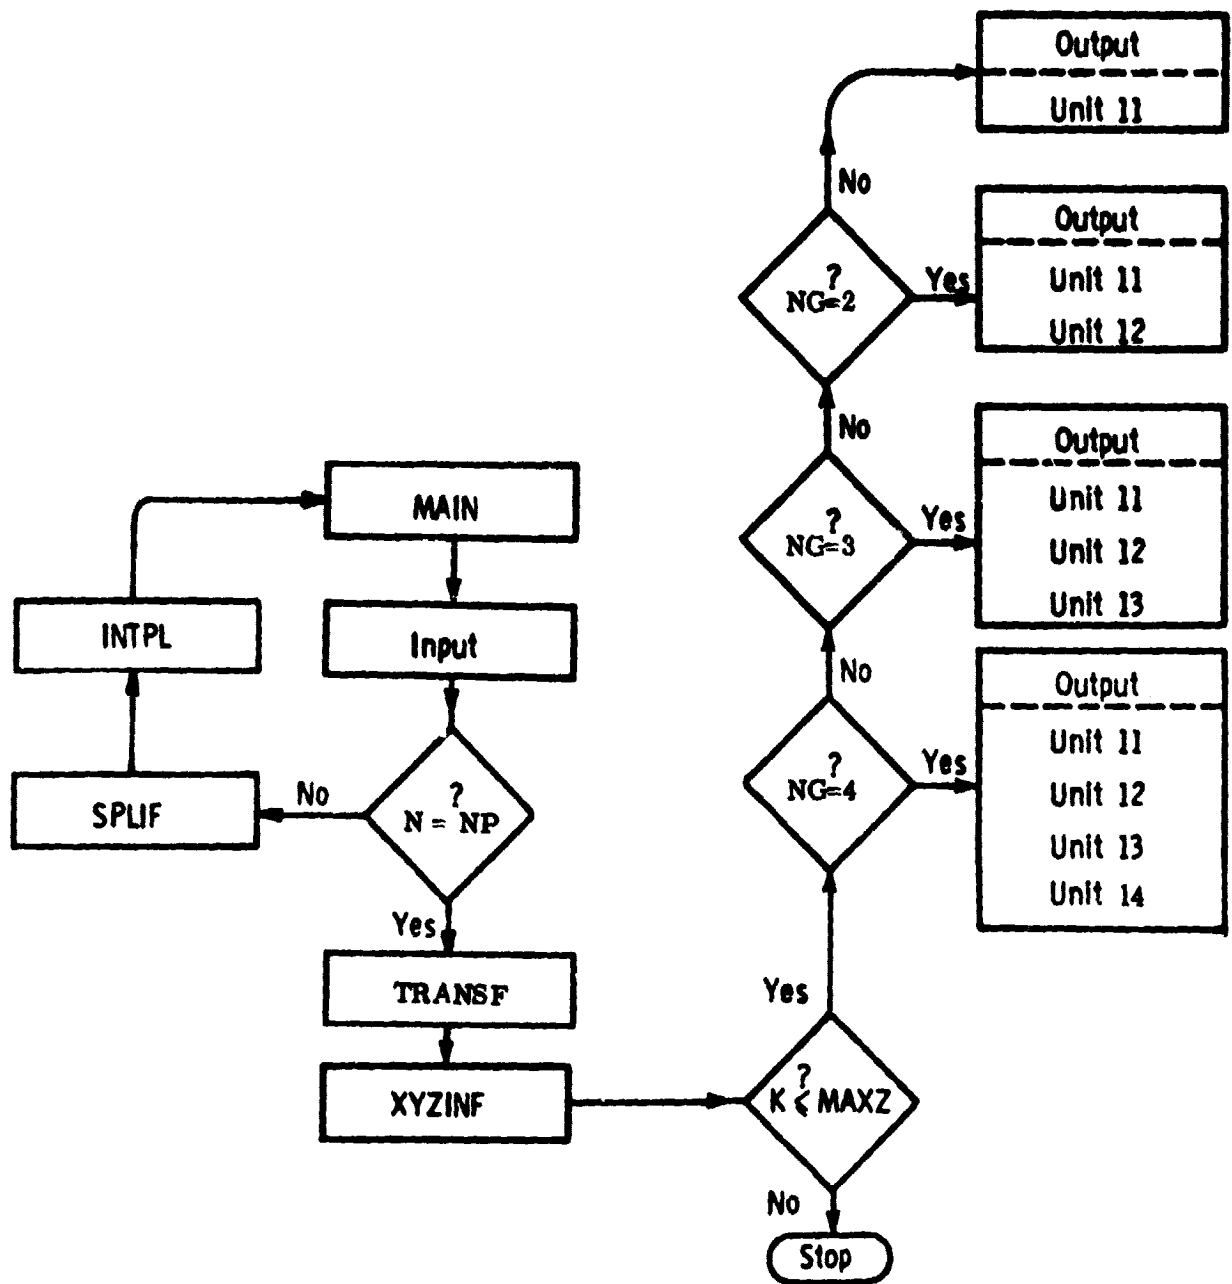 Output
Unit 11
No
?
NG=2
Yes
Output
Unit 11
Unit 12
No
?
NG=3
Yes
Output
Unit 11
Unit 12
Unit 13
MAIN
INTPL
Input
No
?
NG=4
Yes
Output
Unit 11
Unit 12
Unit 13
Unit 14
SPLIF
No
?
N = NP
Yes
TRANSF
XYZINF
Yes
?
K ⩽ MAXZ
No
Stop